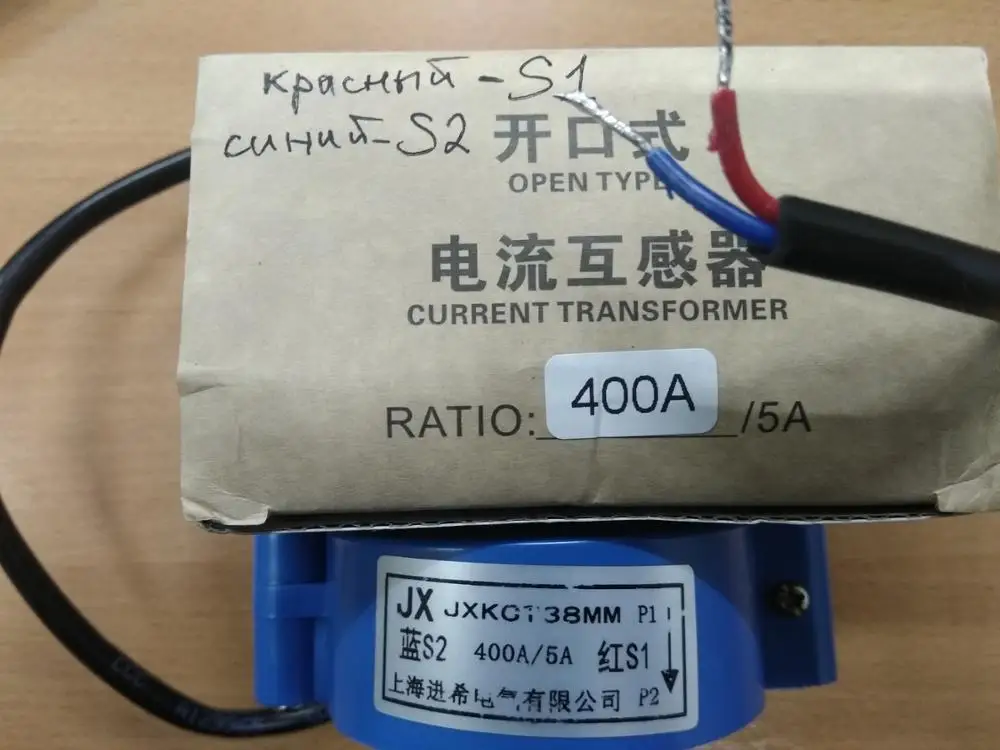 красный - S1
синий - S2
开口式
OPEN TYPE
电流互感器
CURRENT TRANSFORMER
RATIO: 400A /5A
JX JXKCT38MM P1
蓝S2 400A/5A 红S1
上海进希电气有限公司 P2